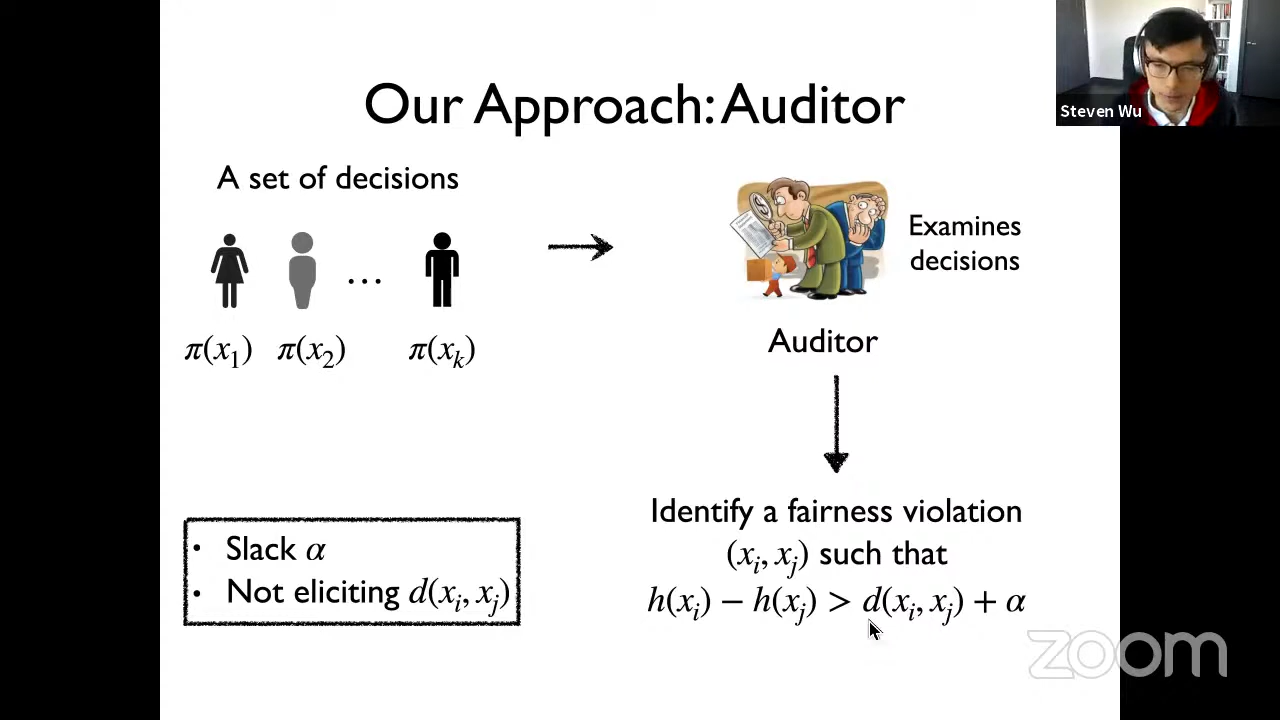 Our Approach: Auditor
Steven Wu
A set of decisions
π(x₁) π(x₂) ··· π(xₖ)
Examines
decisions
Auditor
Identify a fairness violation
(xᵢ, xⱼ) such that
h(xᵢ) − h(xⱼ) > d(xᵢ, xⱼ) + α
• Slack α
• Not eliciting d(xᵢ, xⱼ)
zoom